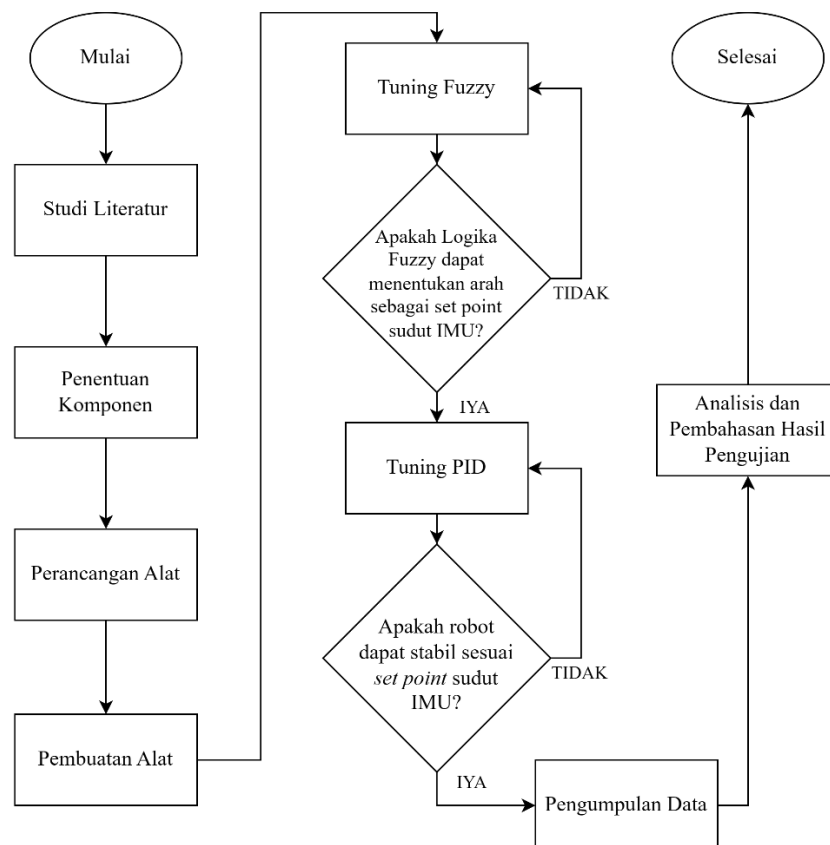 Mulai
Studi Literatur
Penentuan
Komponen
Perancangan Alat
Pembuatan Alat
Tuning Fuzzy
Apakah Logika
Fuzzy dapat
menentukan arah
sebagai set point
sudut IMU?
TIDAK
IYA
Tuning PID
Apakah robot
dapat stabil sesuai
set point sudut
IMU?
TIDAK
IYA
Pengumpulan Data
Analisis dan
Pembahasan Hasil
Pengujian
Selesai